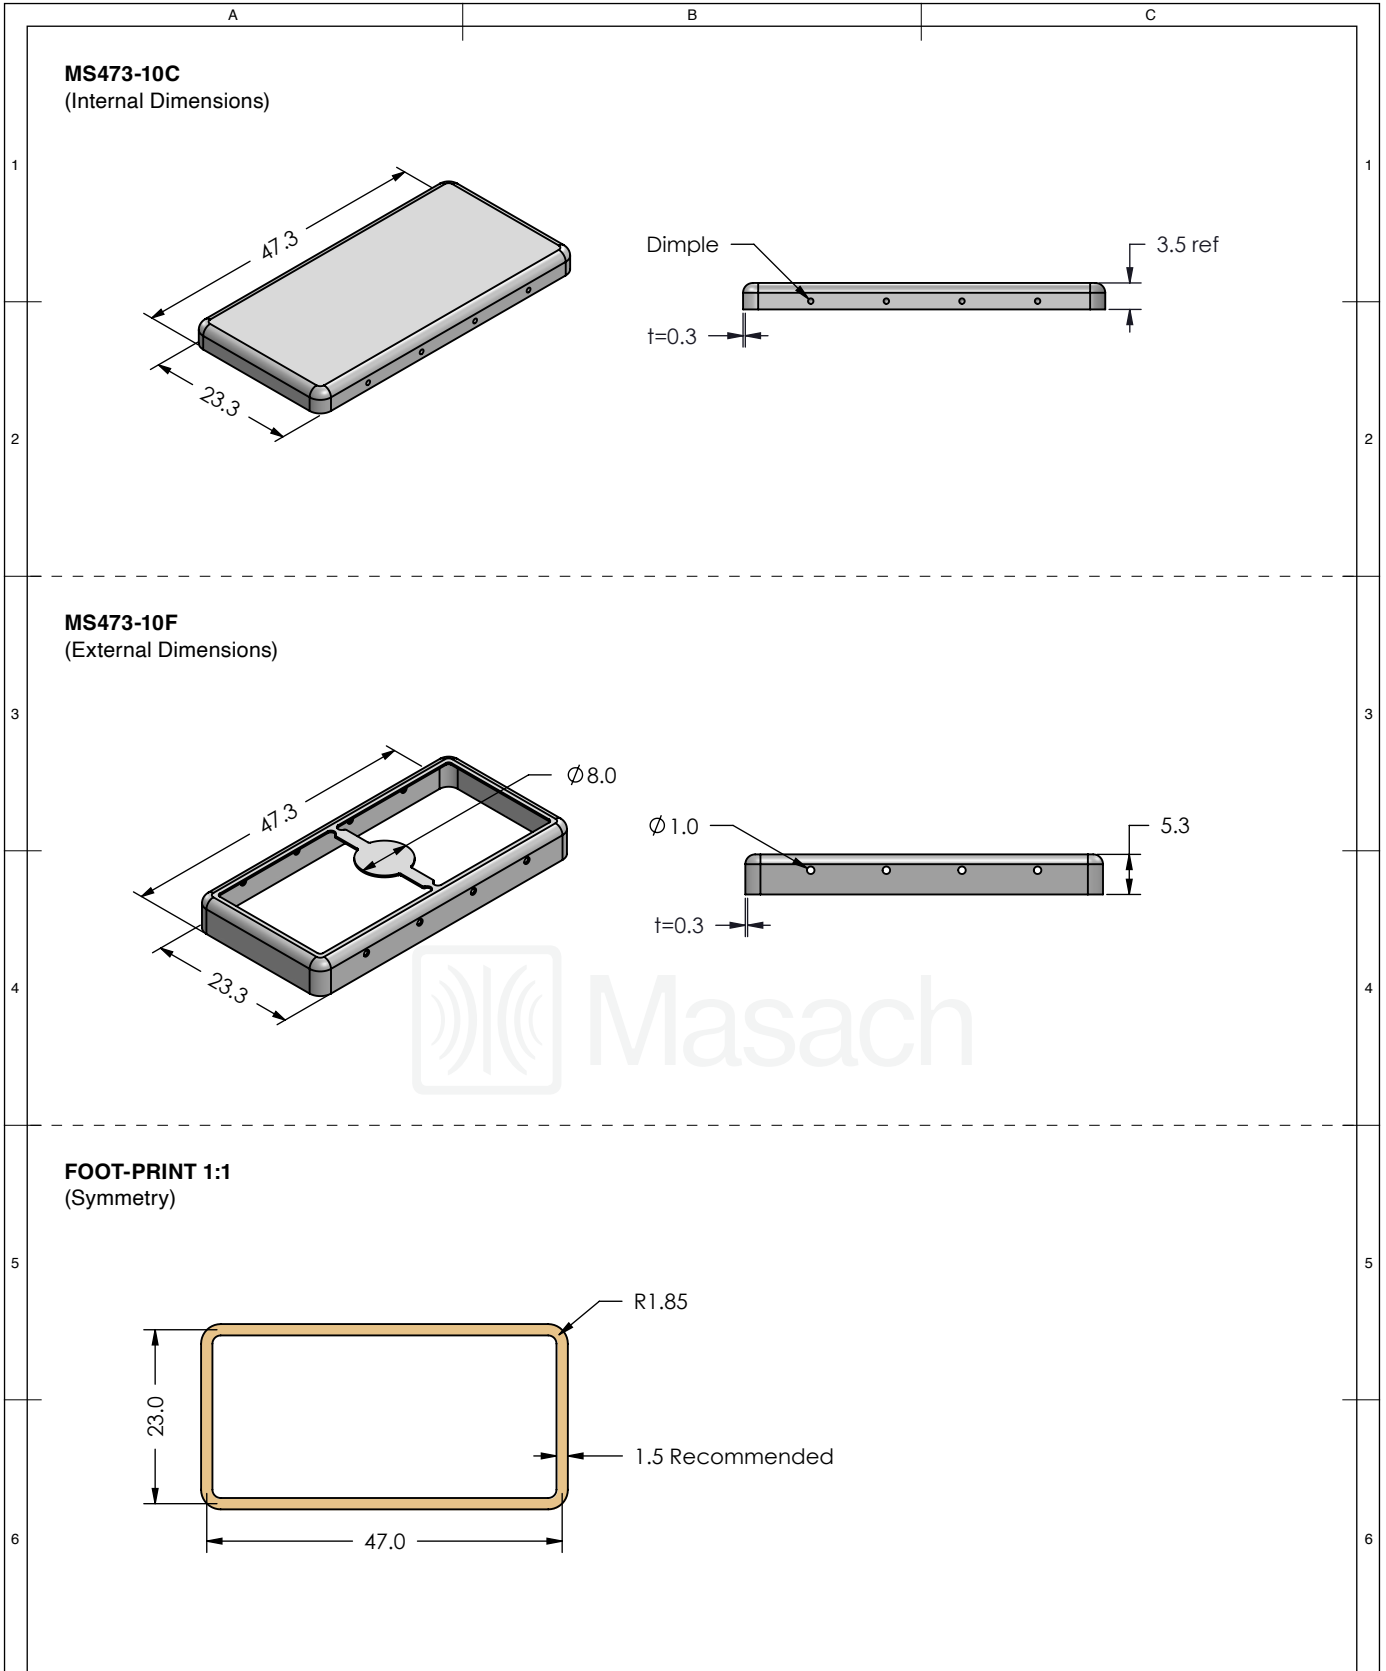 A B C
MS473-10C
(Internal Dimensions)
1 1
47.3
Dimple
3.5 ref
t=0.3
23.3
2 2
MS473-10F
(External Dimensions)
3 3
Ø8.0
47.3
Ø1.0
5.3
t=0.3
23.3
4 4
Masach
FOOT-PRINT 1:1
(Symmetry)
5 5
R1.85
23.0
1.5 Recommended
47.0
6 6